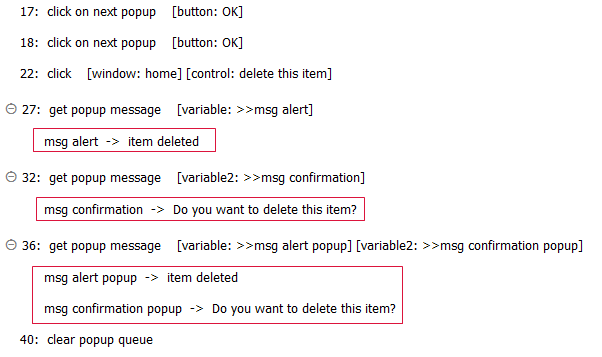 17: click on next popup [button: OK]
18: click on next popup [button: OK]
22: click [window: home] [control: delete this item]
27: get popup message [variable: >>msg alert]
msg alert -> item deleted
32: get popup message [variable2: >>msg confirmation]
msg confirmation -> Do you want to delete this item?
36: get popup message [variable: >>msg alert popup] [variable2: >>msg confirmation popup]
msg alert popup -> item deleted
msg confirmation popup -> Do you want to delete this item?
40: clear popup queue